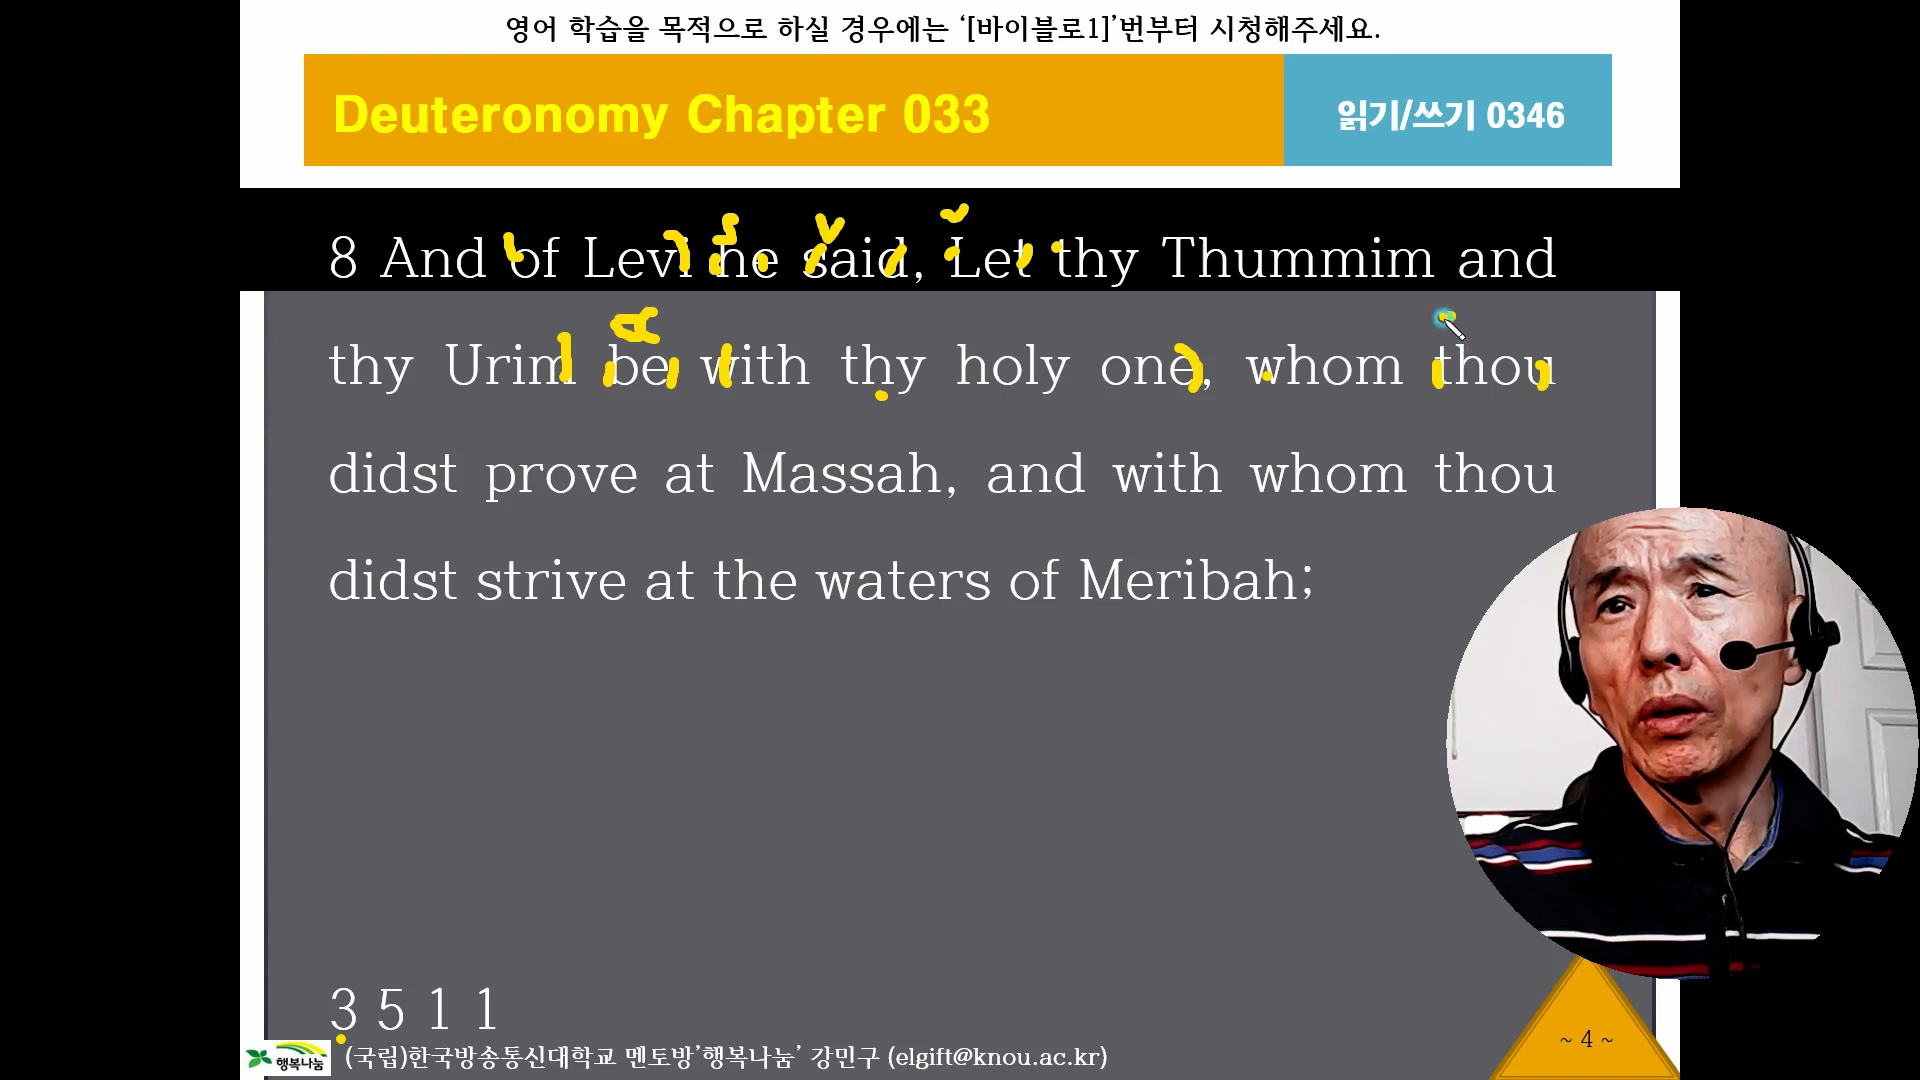 영어 학습을 목적으로 하실 경우에는 ‘[바이블로1]’번부터 시청해주세요.
Deuteronomy Chapter 033
읽기/쓰기 0346
8 And of Levi he said, Let thy Thummim and
thy Urim be with thy holy one, whom thou
didst prove at Massah, and with whom thou
didst strive at the waters of Meribah;
3 5 1 1
행복나눔
(국립)한국방송통신대학교 멘토방’행복나눔’ 강민구 (elgift@knou.ac.kr)
~ 4 ~